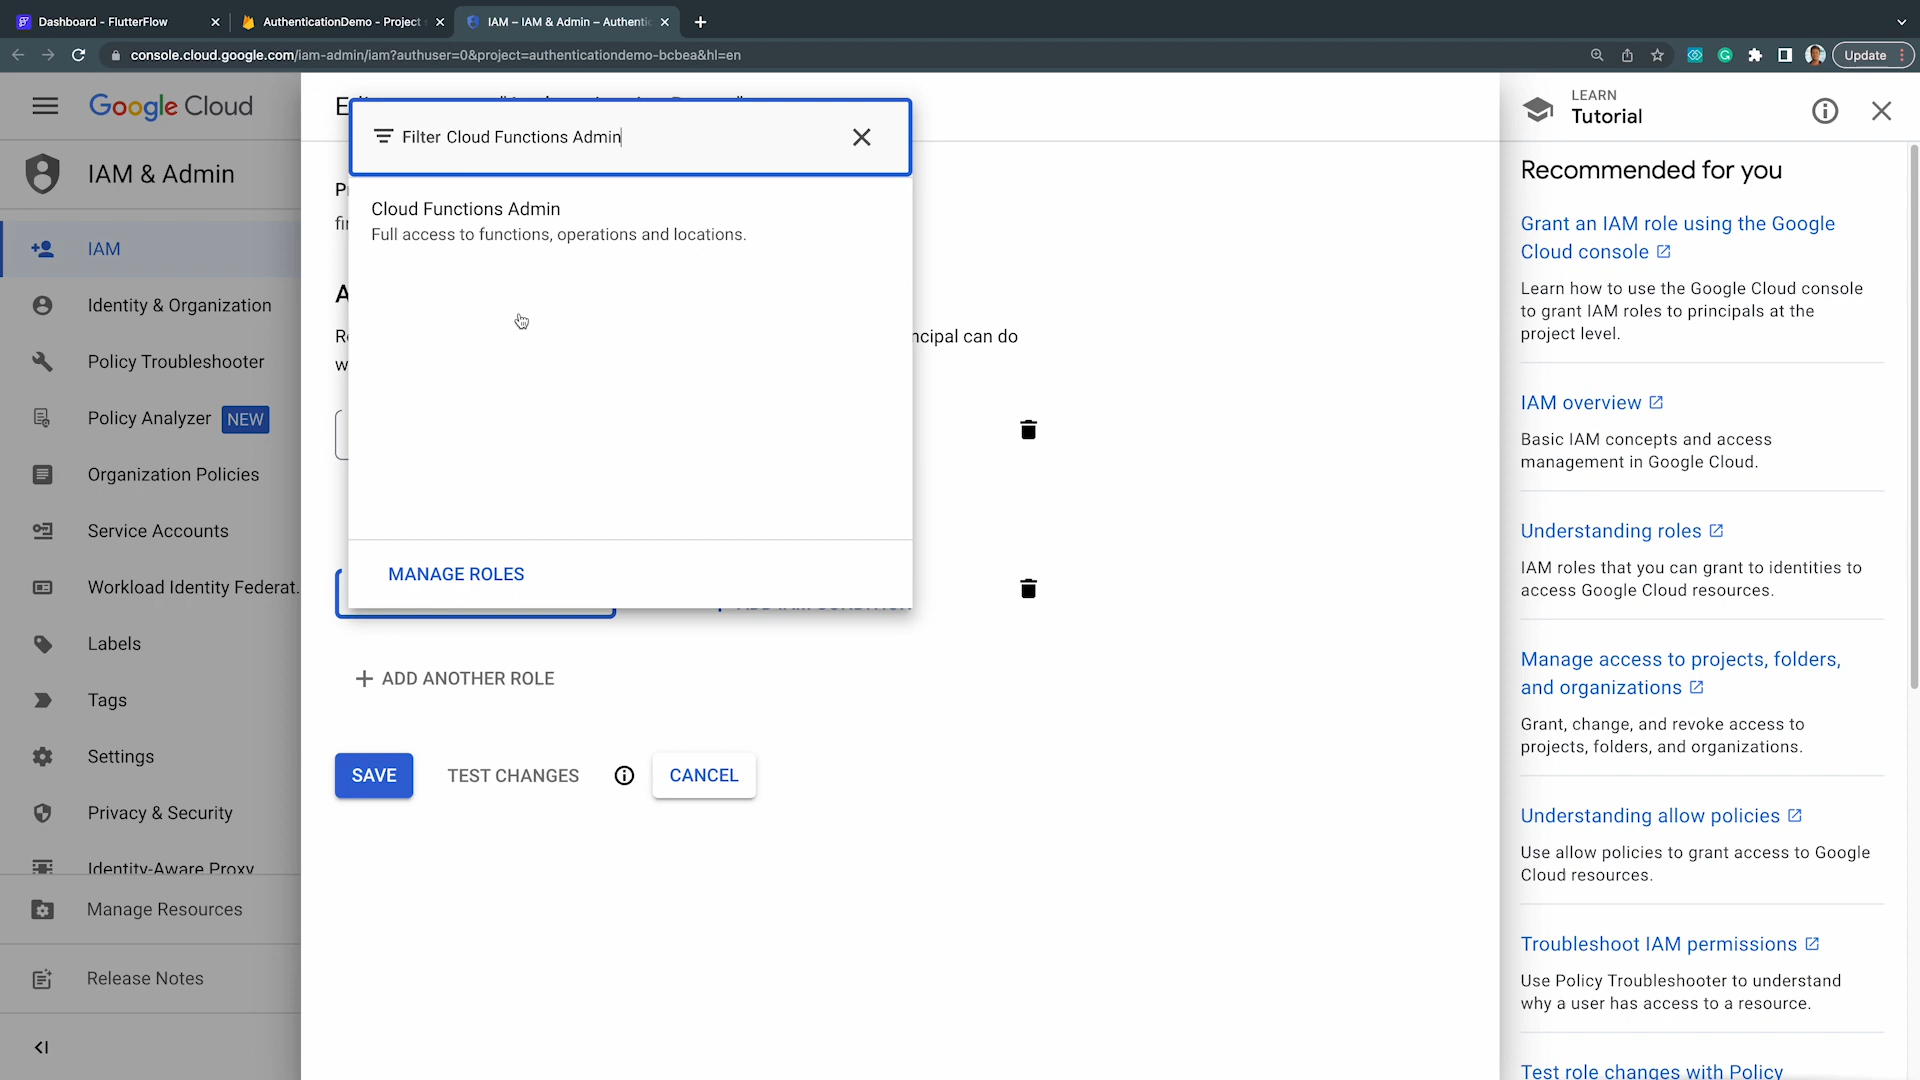 Dashboard - FlutterFlow
AuthenticationDemo - Project
IAM – IAM & Admin – Authentic
console.cloud.google.com/iam-admin/iam?authuser=0&project=authenticationdemo-bcbea&hl=en
Update
Google Cloud
IAM & Admin
IAM
Identity & Organization
Policy Troubleshooter
Policy Analyzer NEW
Organization Policies
Service Accounts
Workload Identity Federat...
Labels
Tags
Settings
Privacy & Security
Identity-Aware Proxy
Manage Resources
Release Notes
Filter Cloud Functions Admin
Cloud Functions Admin
Full access to functions, operations and locations.
ncipal can do
MANAGE ROLES
ADD ANOTHER ROLE
SAVE
TEST CHANGES
CANCEL
LEARN
Tutorial
Recommended for you
Grant an IAM role using the Google
Cloud console
Learn how to use the Google Cloud console
to grant IAM roles to principals at the
project level.
IAM overview
Basic IAM concepts and access
management in Google Cloud.
Understanding roles
IAM roles that you can grant to identities to
access Google Cloud resources.
Manage access to projects, folders,
and organizations
Grant, change, and revoke access to
projects, folders, and organizations.
Understanding allow policies
Use allow policies to grant access to Google
Cloud resources.
Troubleshoot IAM permissions
Use Policy Troubleshooter to understand
why a user has access to a resource.
Test role changes with Policy